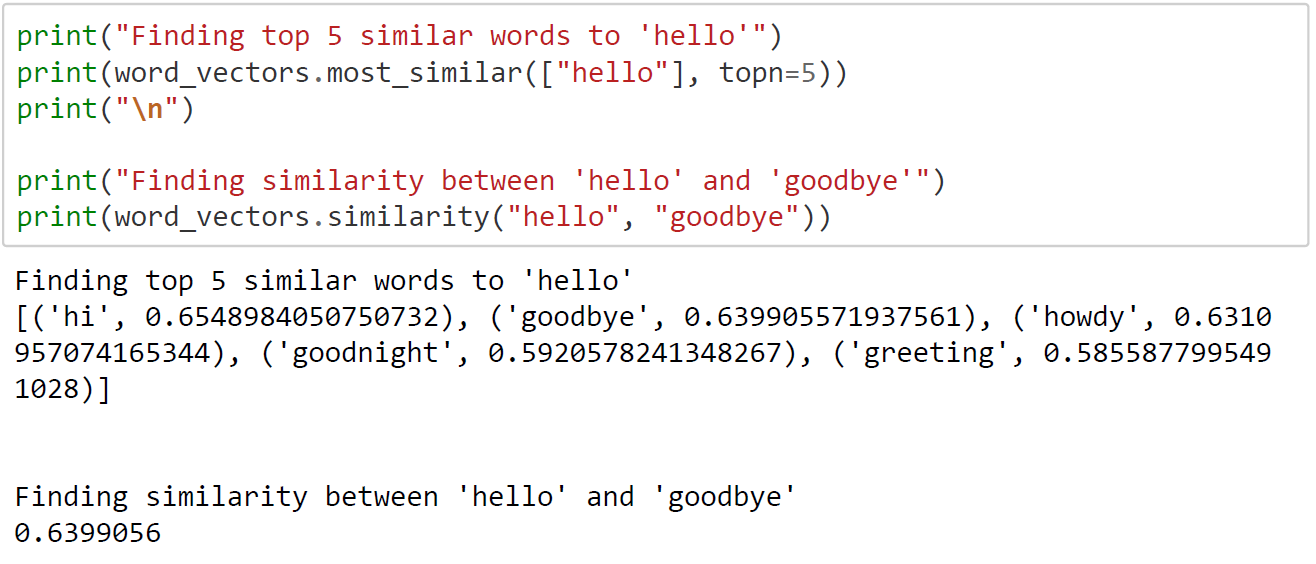 print("Finding top 5 similar words to 'hello'")
print(word_vectors.most_similar(["hello"], topn=5))
print("\n")
print("Finding similarity between 'hello' and 'goodbye'")
print(word_vectors.similarity("hello", "goodbye"))
Finding top 5 similar words to 'hello'
[('hi', 0.6548984050750732), ('goodbye', 0.639905571937561), ('howdy', 0.6310
957074165344), ('goodnight', 0.5920578241348267), ('greeting', 0.585587799549
1028)]
Finding similarity between 'hello' and 'goodbye'
0.6399056